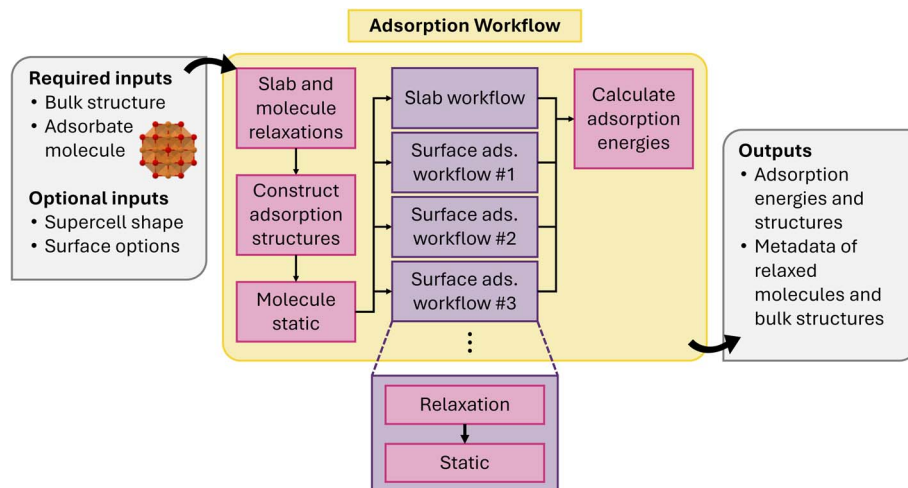 Adsorption Workflow
Required inputs
• Bulk structure
• Adsorbate
molecule
Optional inputs
• Supercell shape
• Surface options
Slab and
molecule
relaxations
Construct
adsorption
structures
Molecule
static
Slab workflow
Surface ads.
workflow #1
Surface ads.
workflow #2
Surface ads.
workflow #3
Relaxation
Static
Calculate
adsorption
energies
Outputs
• Adsorption
energies and
structures
• Metadata of
relaxed
molecules and
bulk structures